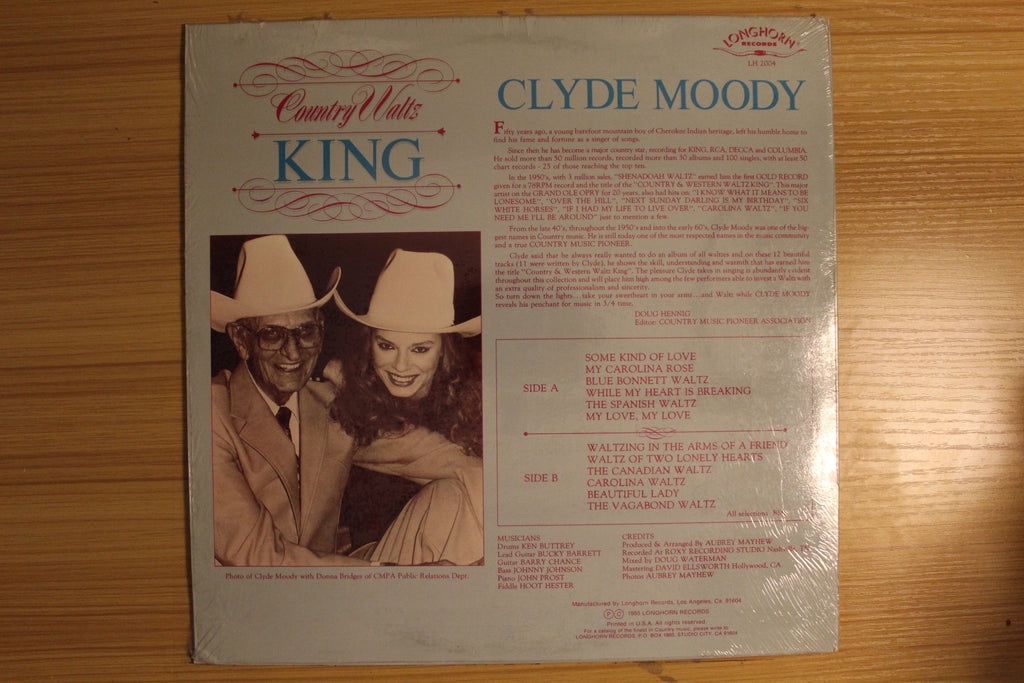 LONGHORN
RECORDS
LH 2004
Country Waltz
KING
CLYDE MOODY
Fifty years ago, a young barefoot mountain boy of Cherokee Indian heritage, left his humble home to
find his fame and fortune as a singer of songs.
Since then he has become a major country star, recording for KING, RCA, DECCA and COLUMBIA.
He sold more than 50 million records, recorded more than 30 albums and 100 singles, with at least 50
chart records - 25 of those reaching the top ten.
In the 1950's, with 3 million sales, "SHENADOAH WALTZ" earned him the first GOLD RECORD
given for a 78RPM record and the title of the "COUNTRY & WESTERN WALTZ KING". This major
artist on the GRAND OLE OPRY for 20 years, also had hits on; "I KNOW WHAT IT MEANS TO BE
LONESOME", "OVER THE HILL", "NEXT SUNDAY DARLING IS MY BIRTHDAY", "SIX
WHITE HORSES", "IF I HAD MY LIFE TO LIVE OVER", "CAROLINA WALTZ", "IF YOU
NEED ME I'LL BE AROUND" just to mention a few.
From the late 40's, throughout the 1950's and into the early 60's, Clyde Moody was one of the big-
gest names in Country music. He is still today one of the most respected names in the music community
and a true COUNTRY MUSIC PIONEER.
Clyde said that he always really wanted to do an album of all waltzes and on these 12 beautiful
tracks (11 were written by Clyde), he shows the skill, understanding and warmth that has earned him
the title "Country & Western Waltz King". The pleasure Clyde takes in singing is abundantly evident
throughout this collection and will place him high among the few performers able to invest a Waltz with
an extra quality of professionalism and sincerity.
So turn down the lights... take your sweetheart in your arms ...and Waltz while CLYDE MOODY
reveals his penchant for music in 3/4 time.
DOUG HENNIG
Editor: COUNTRY MUSIC PIONEER ASSOCIATION
SIDE A
SOME KIND OF LOVE
MY CAROLINA ROSE
BLUE BONNETT WALTZ
WHILE MY HEART IS BREAKING
THE SPANISH WALTZ
MY LOVE, MY LOVE
SIDE B
WALTZING IN THE ARMS OF A FRIEND
WALTZ OF TWO LONELY HEARTS
THE CANADIAN WALTZ
CAROLINA WALTZ
BEAUTIFUL LADY
THE VAGABOND WALTZ
All selections
Photo of Clyde Moody with Donna Bridges of CMPA Public Relations Dept.
MUSICIANS
Drums KEN BUTTREY
Lead Guitar BUCKY BARRETT
Guitar BARRY CHANCE
Bass JOHNNY JOHNSON
Piano JOHN PROST
Fiddle HOOT HESTER
CREDITS
Produced & Arranged By AUBREY MAYHEW
Recorded At ROXY RECORDING STUDIO Nashville, TN
Mixed by DOUG WATERMAN
Mastering DAVID ELLSWORTH Hollywood, CA
Photos AUBREY MAYHEW
Manufactured by Longhorn Records, Los Angeles, Ca. 91604
Ⓟ Ⓒ 1985 LONGHORN RECORDS
Printed in U.S.A. All rights reserved.
For a catalog of the finest in Country music, please write to
LONGHORN RECORDS, P.O. BOX 1995, STUDIO CITY, CA 91604